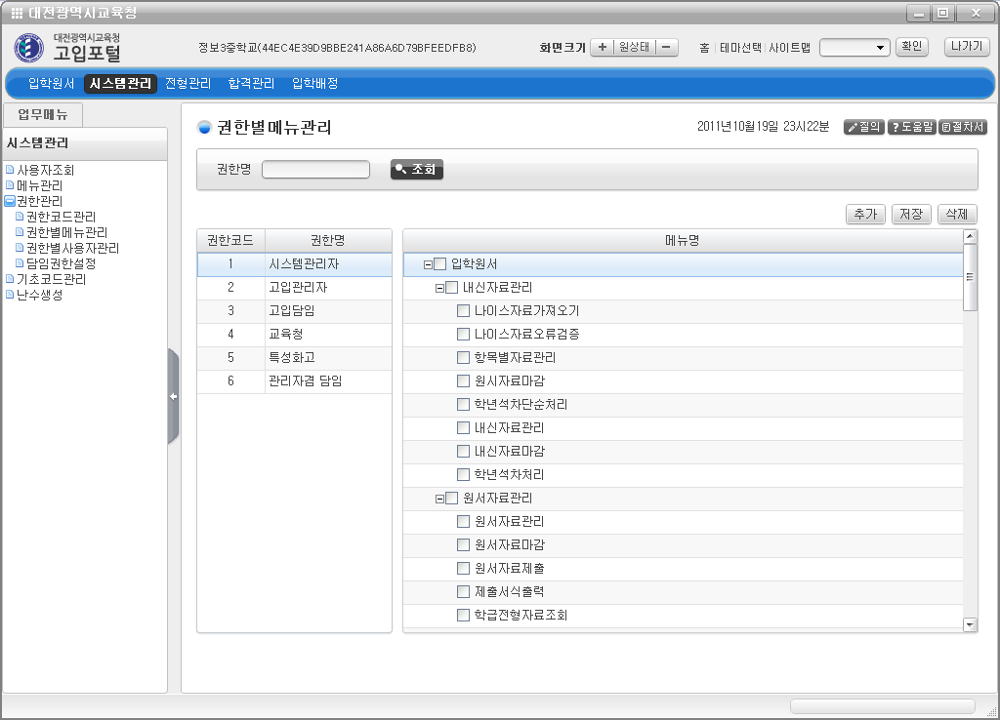 대전광역시교육청
대전광역시교육청
고입포털
정보3중학교(44EC4E39D9BBE241A86A6D79BFEEDFB8)
화면크기 + 원상태 − 홈 테마선택 사이트맵 확인 나가기
입학원서 시스템관리 전형관리 합격관리 입학배정
업무메뉴
시스템관리
사용자조회
메뉴관리
권한관리
권한코드관리
권한별메뉴관리
권한별사용자관리
담임권한설정
기초코드관리
난수생성
권한별메뉴관리
2011년10월19일 23시22분 질의 ? 도움말 절차서
권한명 조회
추가 저장 삭제
권한코드 권한명 메뉴명
1 시스템관리자 입학원서
2 고입관리자 내신자료관리
3 고입담임 나이스자료가져오기
4 교육청 나이스자료오류검증
5 특성화고 항목별자료관리
6 관리자겸 담임 원시자료마감
학년석차단순처리
내신자료관리
내신자료마감
학년석차처리
원서자료관리
원서자료관리
원서자료마감
원서자료제출
제출서식출력
학급전형자료조회